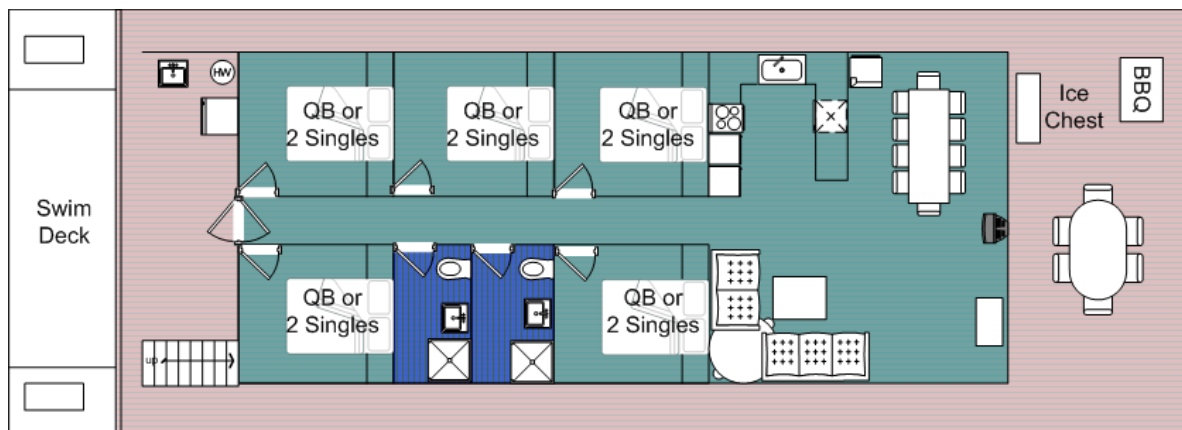 HW
QB or
2 Singles
QB or
2 Singles
QB or
2 Singles
Ice
Chest
BBQ
Swim
Deck
up
QB or
2 Singles
QB or
2 Singles